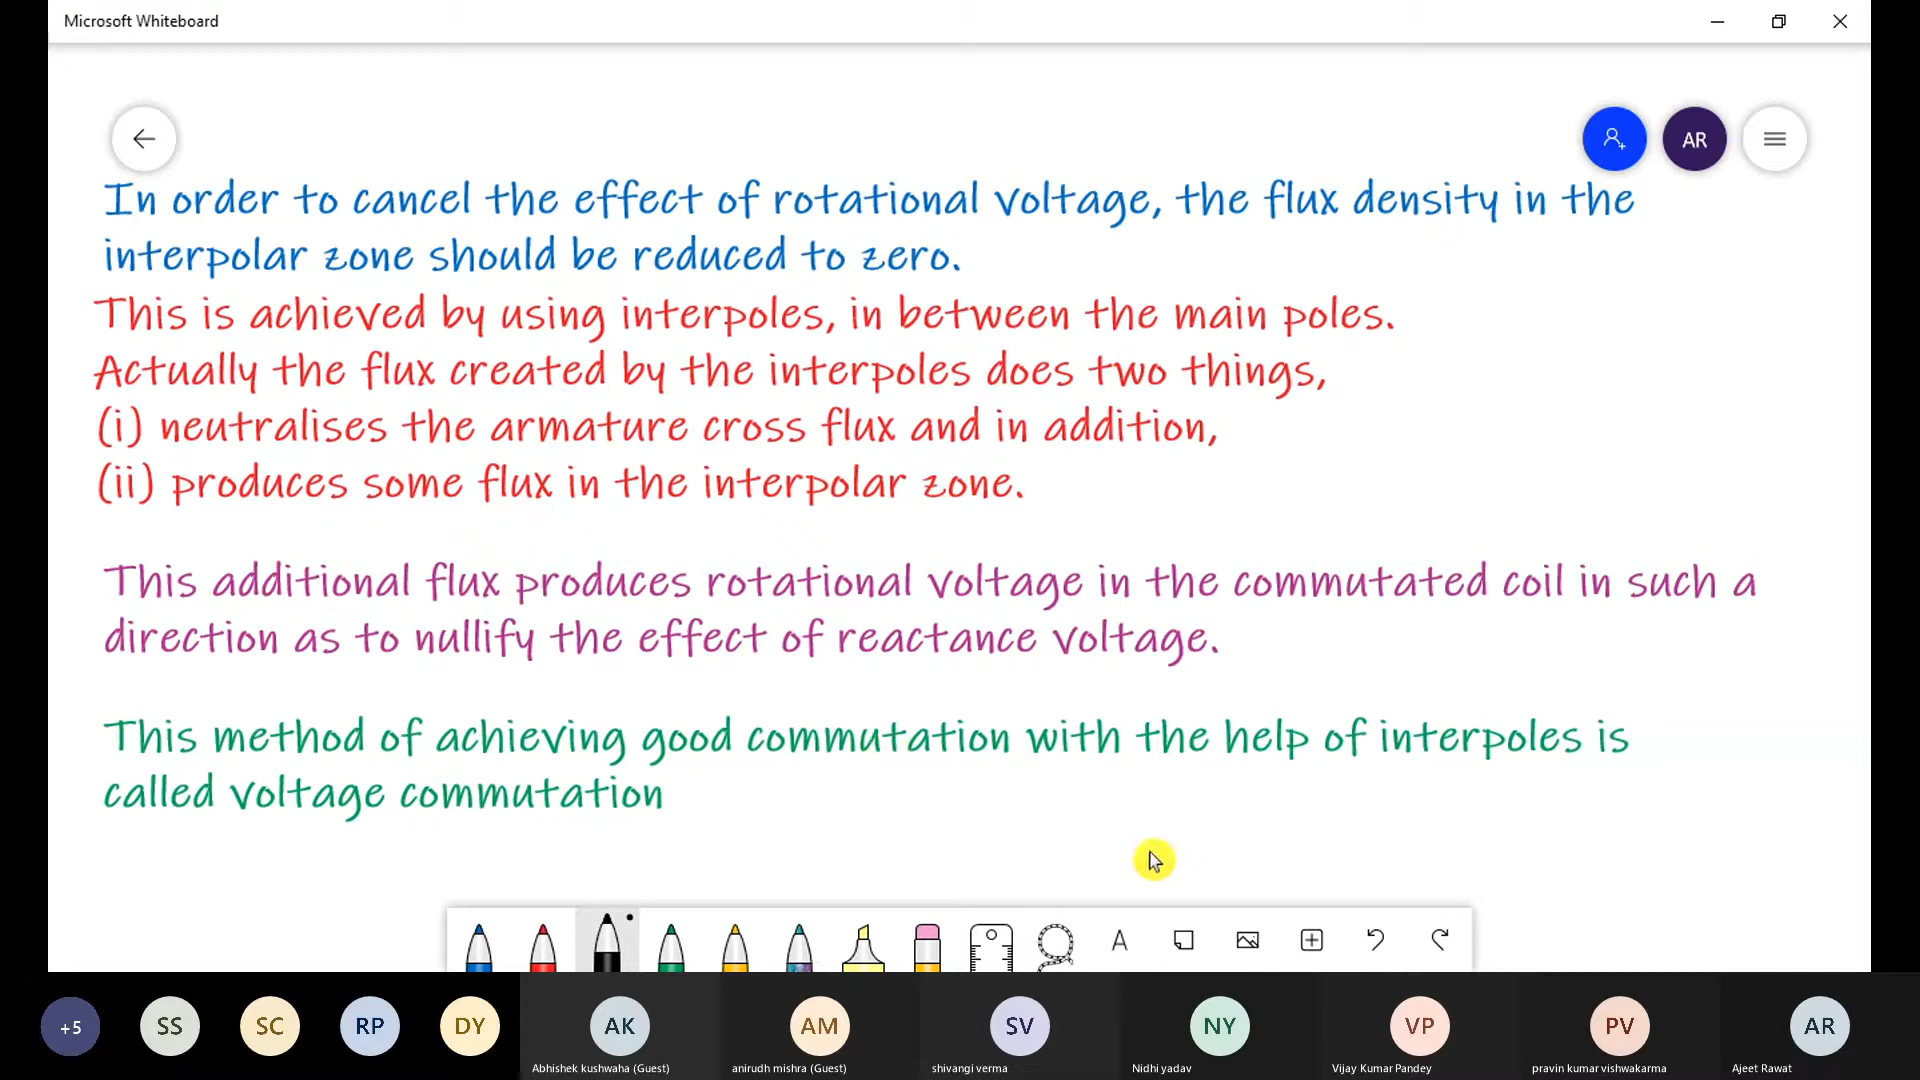 Microsoft Whiteboard
AR
In order to cancel the effect of rotational voltage, the flux density in the
interpolar zone should be reduced to zero.
This is achieved by using interpoles, in between the main poles.
Actually the flux created by the interpoles does two things,
(i) neutralises the armature cross flux and in addition,
(ii) produces some flux in the interpolar zone.
This additional flux produces rotational voltage in the commutated coil in such a
direction as to nullify the effect of reactance voltage.
This method of achieving good commutation with the help of interpoles is
called voltage commutation
A
+5 SS SC RP DY AK AM SV NY VP PV AR
Abhishek kushwaha (Guest) anirudh mishra (Guest) shivangi verma Nidhi yadav Vijay Kumar Pandey pravin kumar vishwakarma Ajeet Rawat